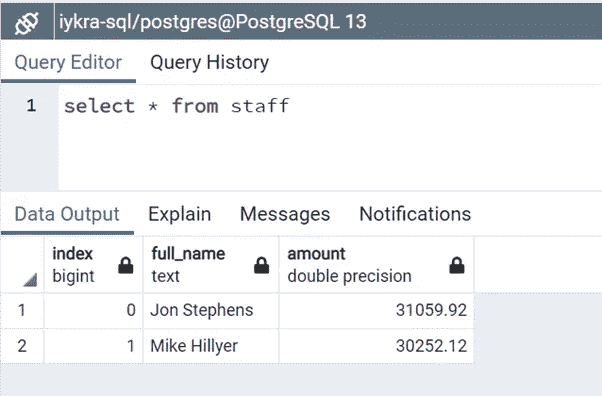 iykra-sql/postgres@PostgreSQL 13
Query Editor Query History
1 select * from staff
Data Output Explain Messages Notifications
index full_name amount
bigint text double precision
1 0 Jon Stephens 31059.92
2 1 Mike Hillyer 30252.12